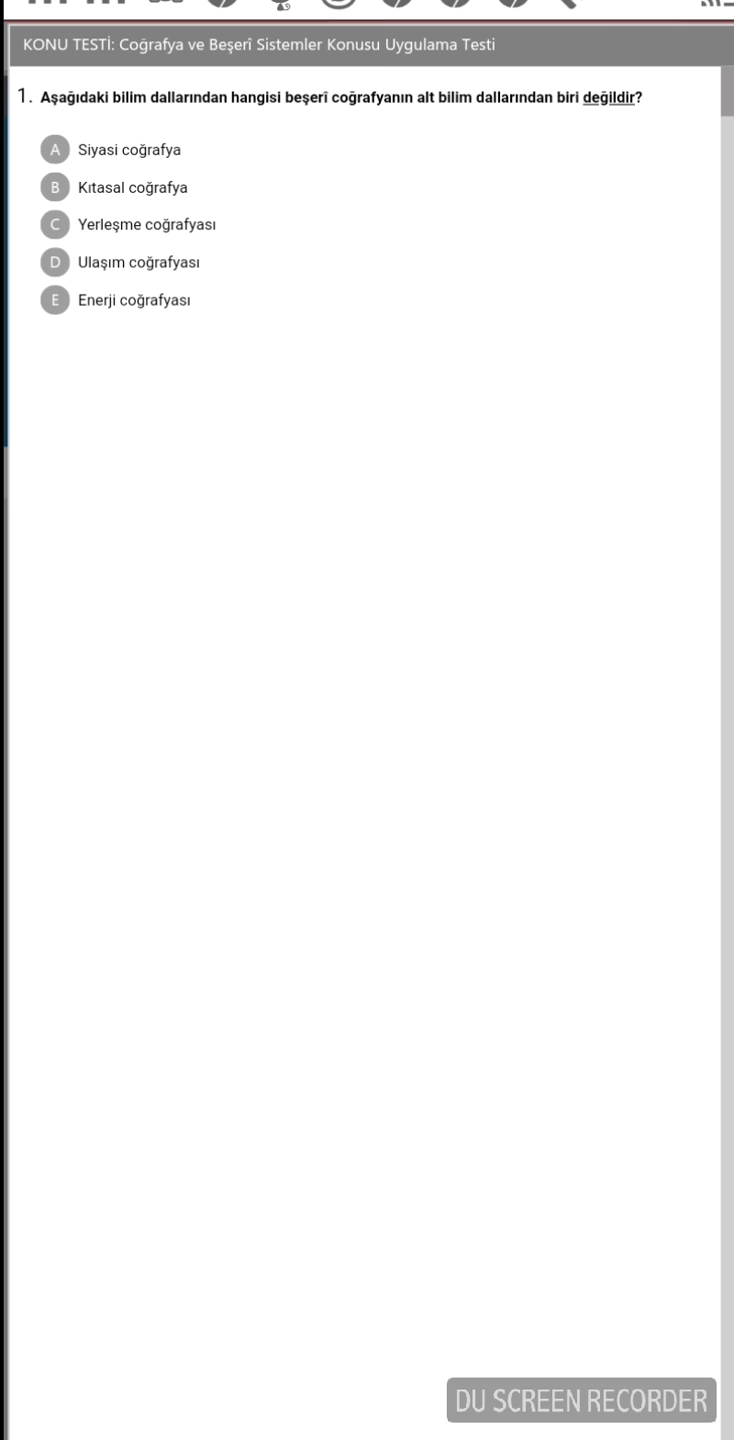 KONU TESTİ: Coğrafya ve Beşerî Sistemler Konusu Uygulama Testi
1. Aşağıdaki bilim dallarından hangisi beşerî coğrafyanın alt bilim dallarından biri değildir?
A Siyasi coğrafya
B Kıtasal coğrafya
C Yerleşme coğrafyası
D Ulaşım coğrafyası
E Enerji coğrafyası
DU SCREEN RECORDER